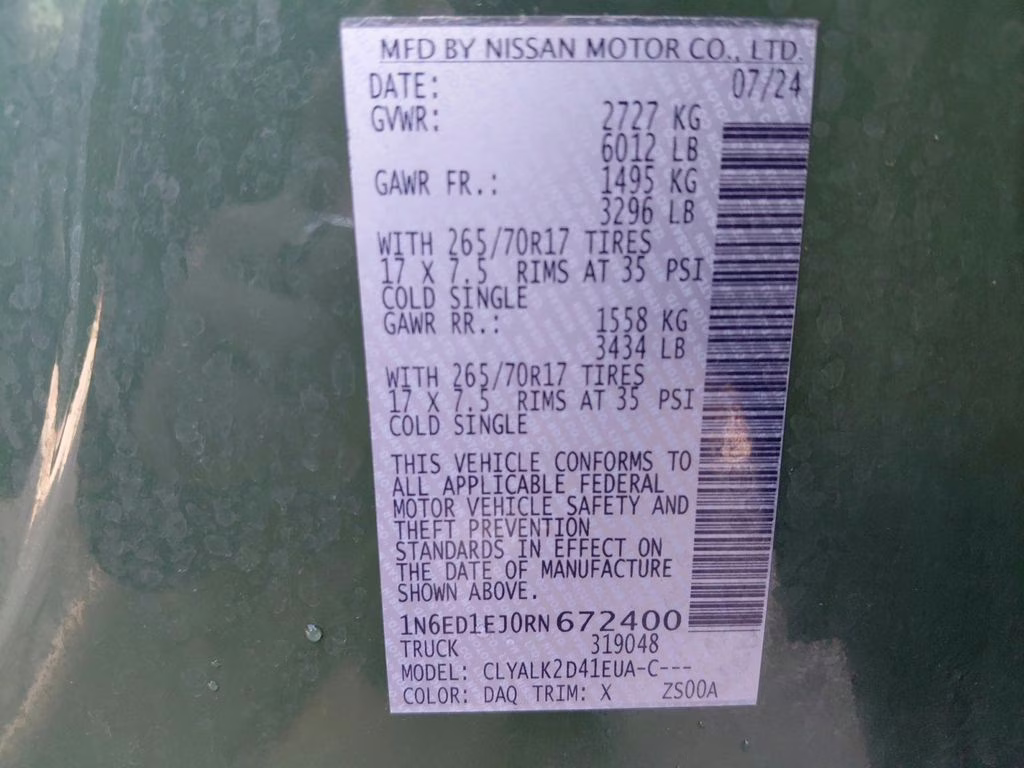 MFD BY NISSAN MOTOR CO., LTD.
DATE: 07/24
GVWR: 2727 KG
6012 LB
GAWR FR.: 1495 KG
3296 LB
WITH 265/70R17 TIRES
17 X 7.5 RIMS AT 35 PSI
COLD SINGLE
GAWR RR.: 1558 KG
3434 LB
WITH 265/70R17 TIRES
17 X 7.5 RIMS AT 35 PSI
COLD SINGLE
THIS VEHICLE CONFORMS TO
ALL APPLICABLE FEDERAL
MOTOR VEHICLE SAFETY AND
THEFT PREVENTION
STANDARDS IN EFFECT ON
THE DATE OF MANUFACTURE
SHOWN ABOVE.
1N6ED1EJ0RN672400
TRUCK 319048
MODEL: CLYALK2D41EUA-C---
COLOR: DAQ TRIM: X ZS00A